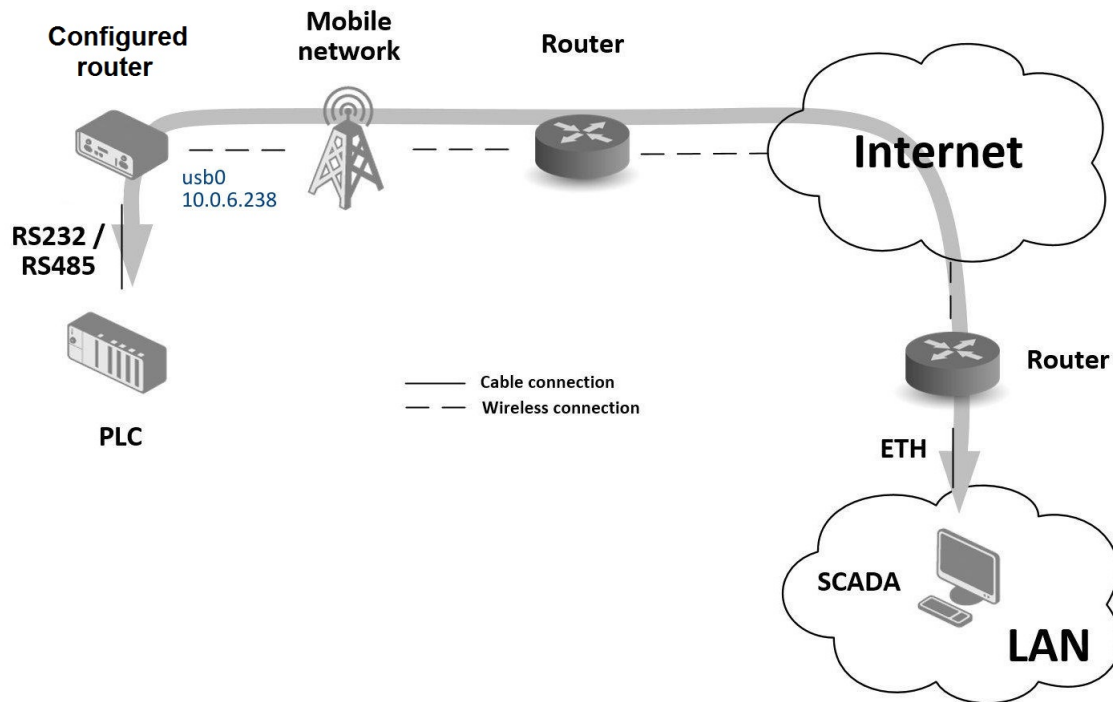 Configured
router
Mobile
network
Router
Internet
usb0
10.0.6.238
RS232 /
RS485
Router
Cable connection
Wireless connection
PLC
ETH
SCADA
LAN